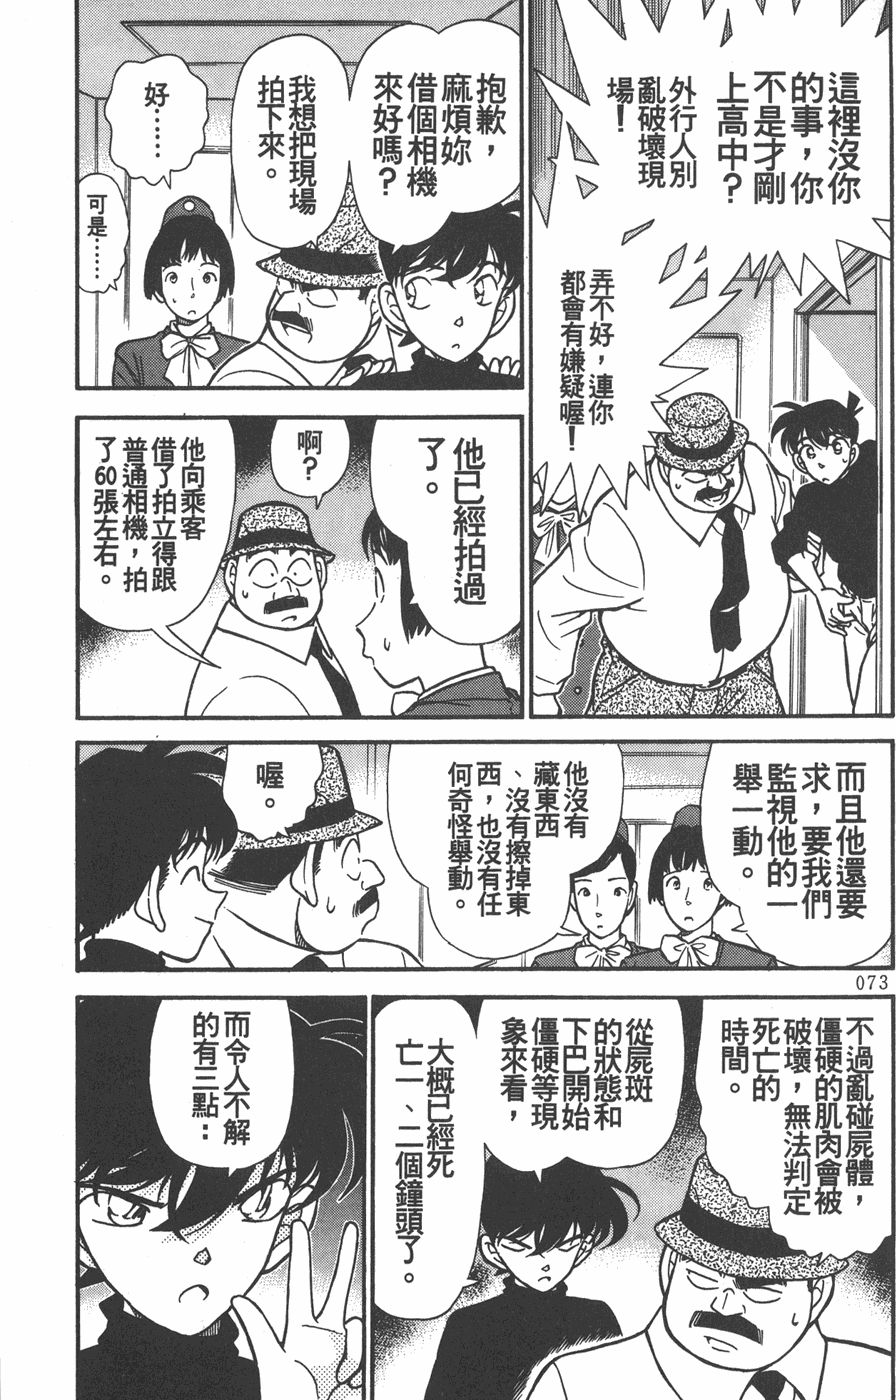 這裡沒你
的事，你
不是才剛
上高中？
外行人別
亂破壞現
場！
弄不好，連你
都會有嫌疑喔！
抱歉，
麻煩妳
借個相機
來好嗎？
我想把現場
拍下來。
好……
可是……
他已經拍過
了。
啊？
他向乘客
借了拍立得跟
普通相機，拍
了60張左右。
而且他還要
求，要我們
監視他的一
舉一動。
他沒有
藏東西
、沒有擦掉東
西，也沒有任
何奇怪舉動。
喔。
073
不過亂碰屍體，
僵硬的肌肉會被
破壞，無法判定
死亡的
時間。
從屍斑
的狀態和
下巴開始
僵硬等現
象來看，
大概已經死
亡一、二個鐘頭了。
而令人不解
的有三點：